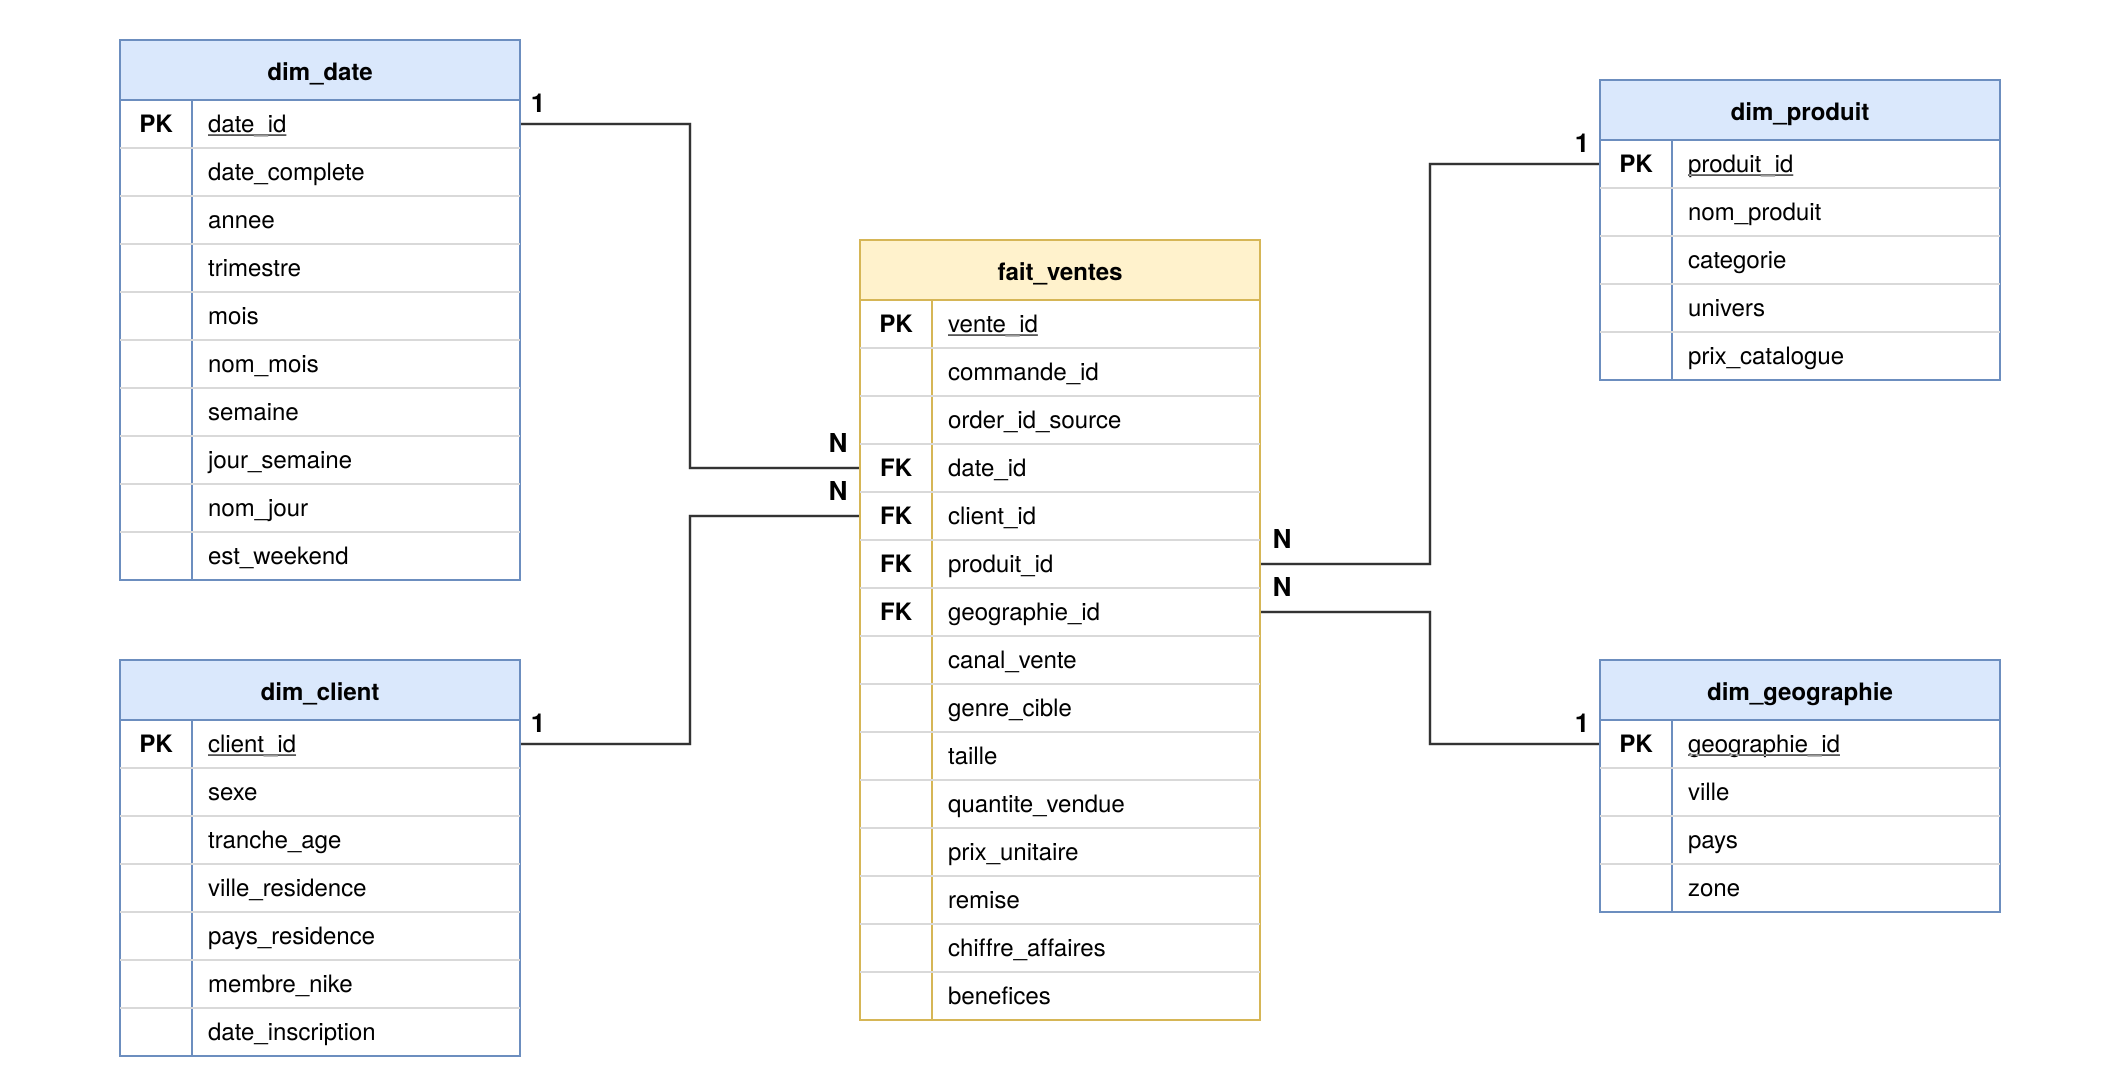 dim_date
PK date_id
date_complete
annee
trimestre
mois
nom_mois
semaine
jour_semaine
nom_jour
est_weekend
1
N
dim_client
PK client_id
sexe
tranche_age
ville_residence
pays_residence
membre_nike
date_inscription
1
N
fait_ventes
PK vente_id
commande_id
order_id_source
FK date_id
FK client_id
FK produit_id
FK geographie_id
canal_vente
genre_cible
taille
quantite_vendue
prix_unitaire
remise
chiffre_affaires
benefices
N
1
dim_produit
PK produit_id
nom_produit
categorie
univers
prix_catalogue
N
1
dim_geographie
PK geographie_id
ville
pays
zone